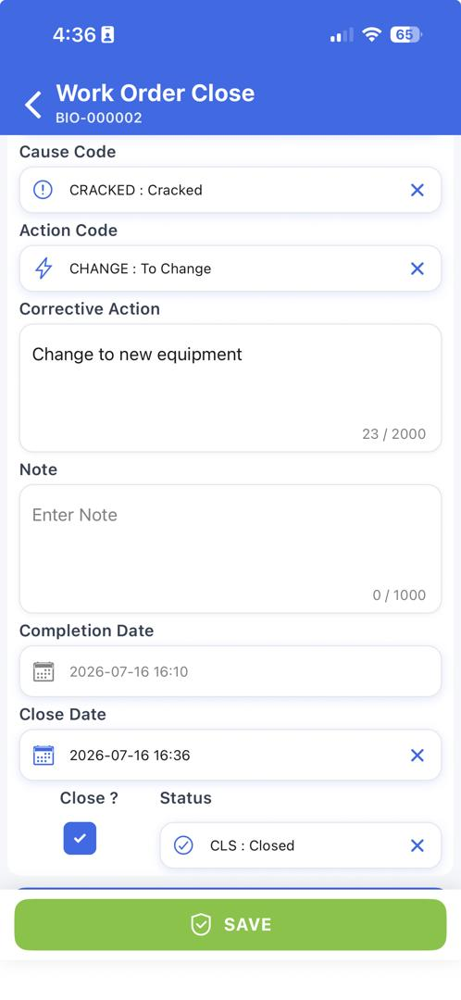 4:36
65
Work Order Close
BIO-000002
Cause Code
CRACKED : Cracked
Action Code
CHANGE : To Change
Corrective Action
Change to new equipment
23 / 2000
Note
Enter Note
0 / 1000
Completion Date
2026-07-16 16:10
Close Date
2026-07-16 16:36
Close ? Status
CLS : Closed
SAVE